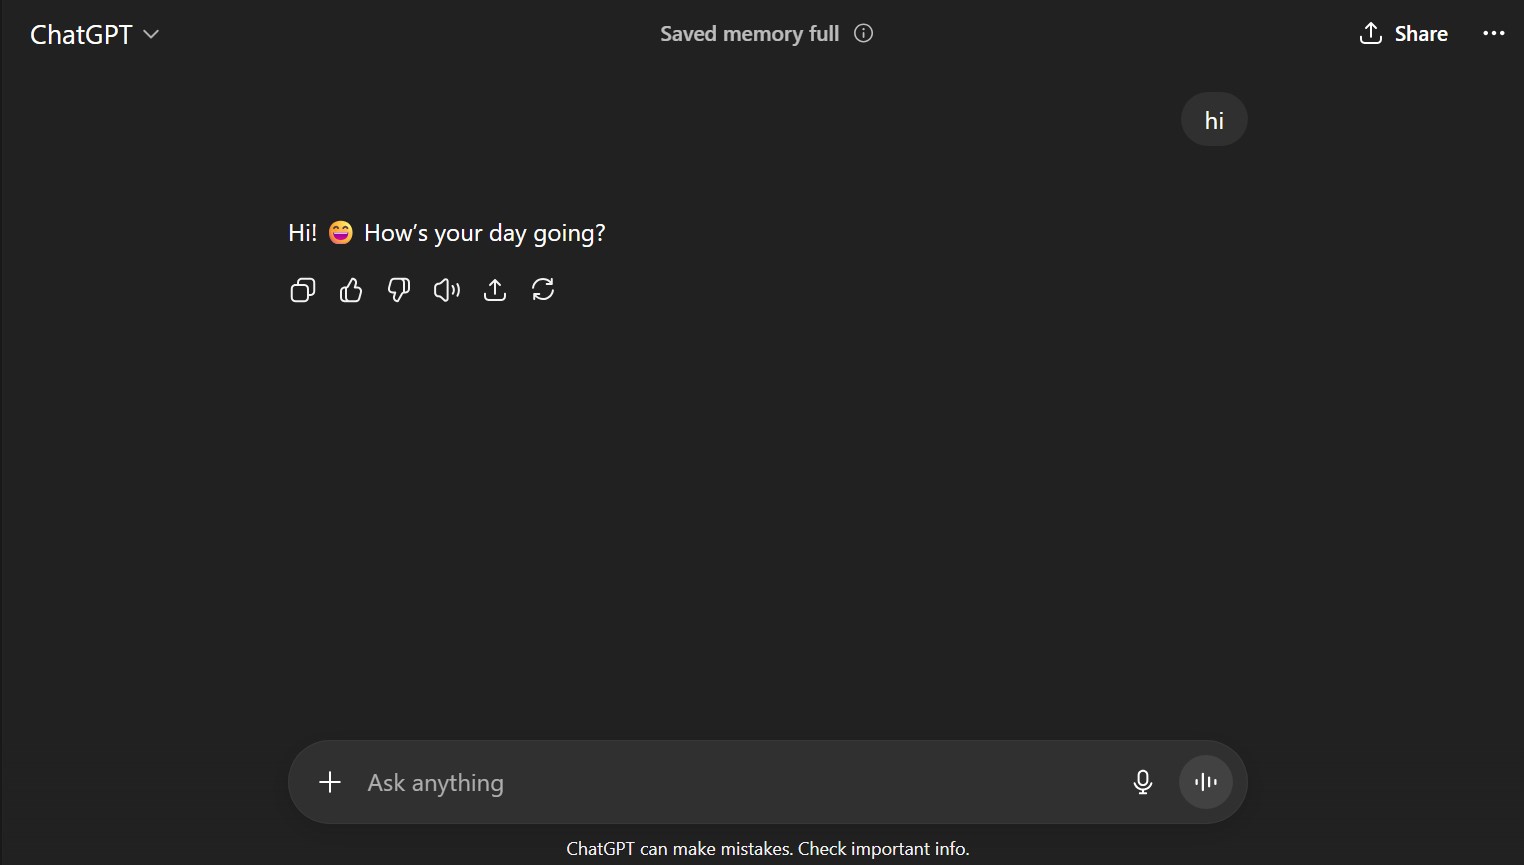 ChatGPT
Saved memory full
Share
hi
Hi! 😄 How’s your day going?
Ask anything
ChatGPT can make mistakes. Check important info.